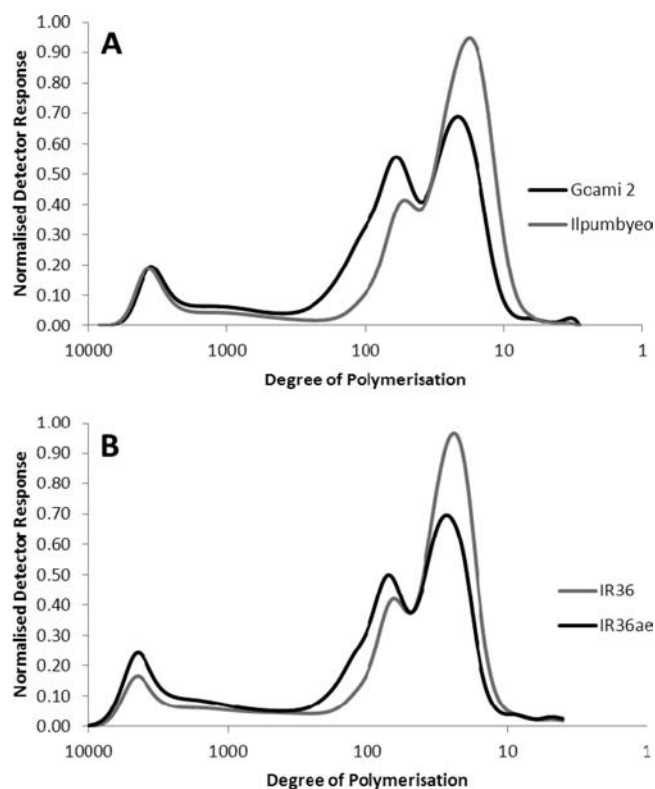 A
Normalised Detector Response
1.00
0.90
0.80
0.70
0.60
0.50
0.40
0.30
0.20
0.10
0.00
10000 1000 100 10 1
Degree of Polymerisation
Goami 2
Ilpumbyeo
B
Normalised Detector Response
1.00
0.90
0.80
0.70
0.60
0.50
0.40
0.30
0.20
0.10
0.00
10000 1000 100 10 1
Degree of Polymerisation
IR36
IR36ae